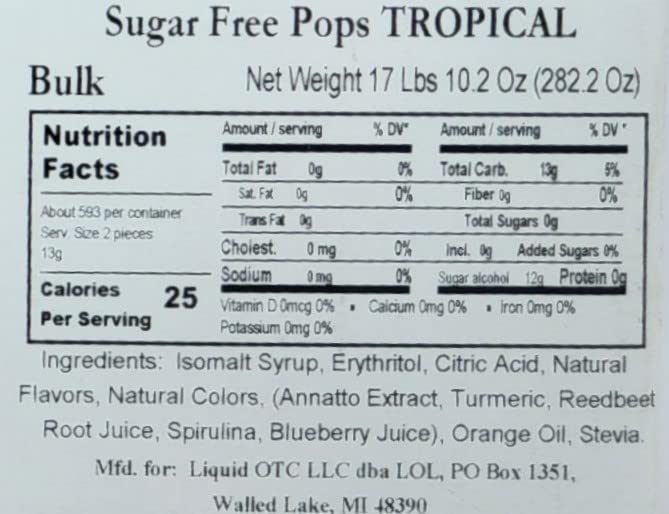 Sugar Free Pops TROPICAL
Bulk
Net Weight 17 Lbs 10.2 Oz (282.2 Oz)
Nutrition
Facts
About 593 per container
Serv. Size 2 pieces
13g
Calories 25
Per Serving
Amount / serving % DV*
Total Fat 0g 0%
Sat. Fat 0g 0%
Trans Fat 0g
Cholest. 0 mg 0%
Sodium 0 mg 0%
Amount / serving % DV *
Total Carb. 13g 5%
Fiber 0g 0%
Total Sugars 0g
Incl. 0g Added Sugars 0%
Sugar alcohol 12g Protein 0g
Vitamin D 0mcg 0% • Calcium 0mg 0% • Iron 0mg 0%
Potassium 0mg 0%
Ingredients: Isomalt Syrup, Erythritol, Citric Acid, Natural
Flavors, Natural Colors, (Annatto Extract, Turmeric, Reedbeet
Root Juice, Spirulina, Blueberry Juice), Orange Oil, Stevia.
Mfd. for: Liquid OTC LLC dba LOL, PO Box 1351,
Walled Lake, MI 48390